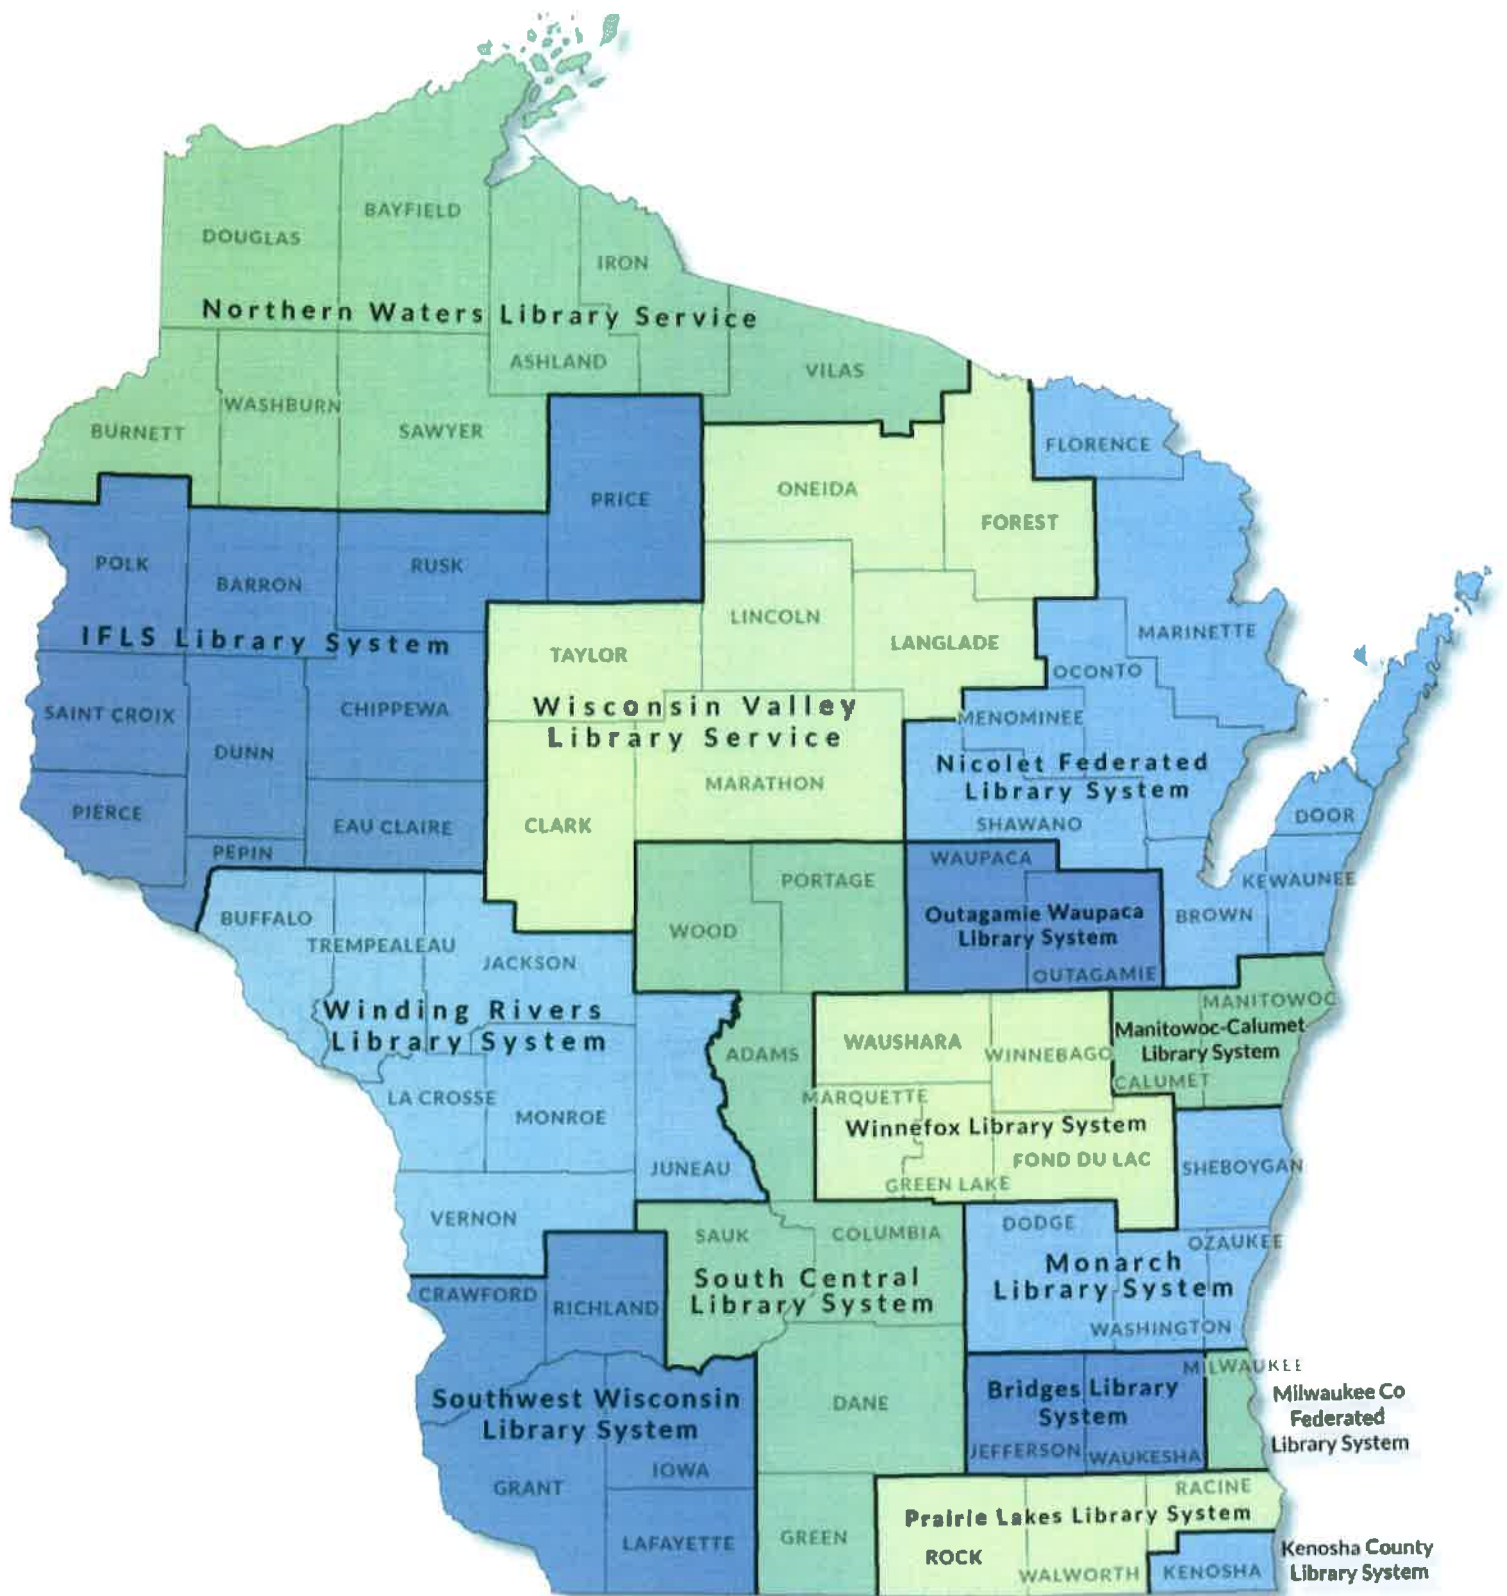 BAYFIELD
DOUGLAS
IRON
Northern Waters Library Service
ASHLAND
VILAS
WASHBURN
BURNETT
SAWYER
FLORENCE
PRICE
ONEIDA
FOREST
POLK
BARRON
RUSK
LINCOLN
MARINETTE
IFLS Library System
LANGLADE
TAYLOR
OCONTO
Wisconsin Valley
Library Service
SAINT CROIX
CHIPPEWA
MENOMINEE
DUNN
Nicolet Federated
Library System
MARATHON
PIERCE
EAU CLAIRE
CLARK
SHAWANO
DOOR
PEPIN
WAUPACA
PORTAGE
KEWAUNEE
BUFFALO
Outagamie Waupaca
Library System
BROWN
WOOD
TREMPEALEAU
JACKSON
OUTAGAMIE
Winding Rivers
Library System
MANITOWOC
Manitowoc-Calumet
Library System
ADAMS
WAUSHARA
WINNEBAGO
CALUMET
LA CROSSE
MARQUETTE
MONROE
Winnefox Library System
JUNEAU
FOND DU LAC
SHEBOYGAN
GREEN LAKE
VERNON
SAUK
COLUMBIA
DODGE
OZAUKEE
Monarch
Library System
South Central
Library System
CRAWFORD
RICHLAND
WASHINGTON
MILWAUKEE
Milwaukee Co
Federated
Library System
Southwest Wisconsin
Library System
DANE
Bridges Library
System
JEFFERSON
WAUKESHA
IOWA
GRANT
RACINE
Prairie Lakes Library System
LAFAYETTE
GREEN
ROCK
WALWORTH
KENOSHA
Kenosha County
Library System